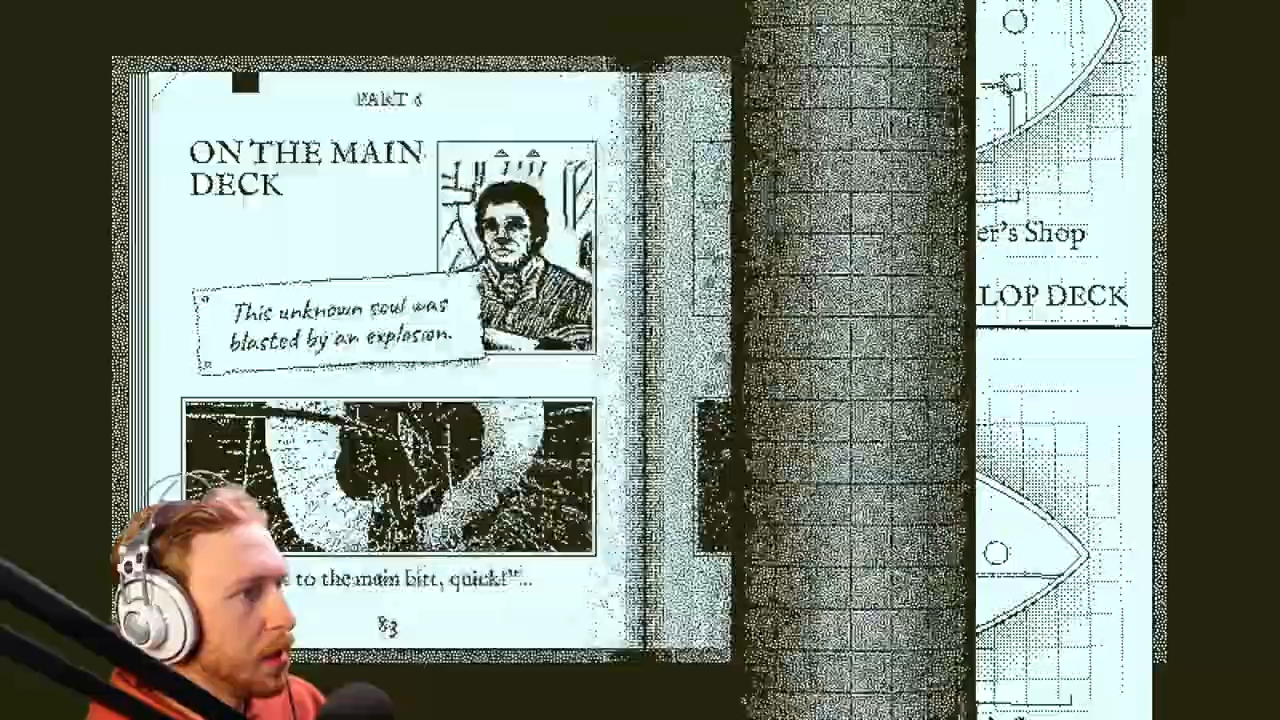 PART 6
ON THE MAIN
DECK
This unknown soul was
blasted by an explosion.
to the main bitt, quick!"...
83
er's Shop
LOP DECK